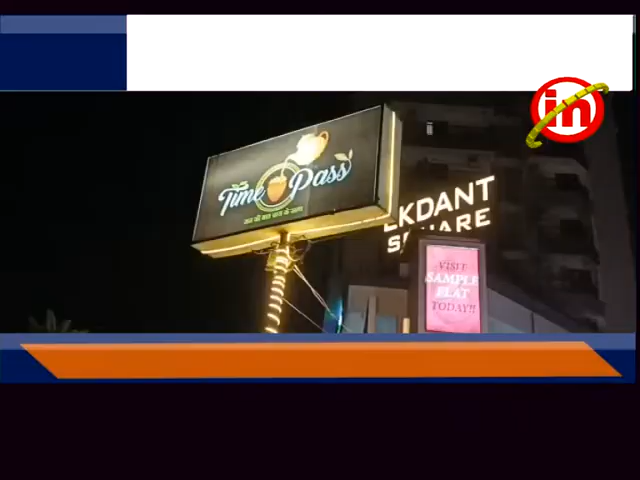 in
Time Pass
EKDANT
SQUARE
VISIT
SAMPLE
FLAT
TODAY!!